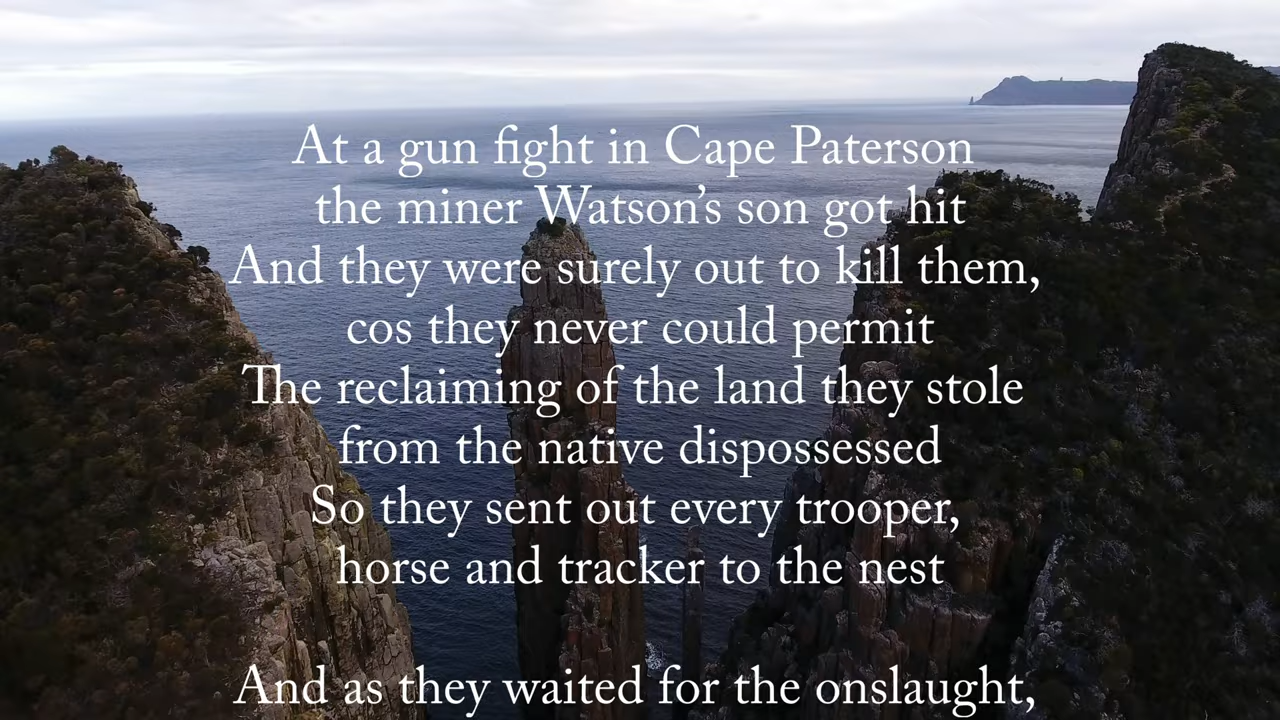 At a gun fight in Cape Paterson
the miner Watson’s son got hit
And they were surely out to kill them,
cos they never could permit
The reclaiming of the land they stole
from the native dispossessed
So they sent out every trooper,
horse and tracker to the nest
And as they waited for the onslaught,